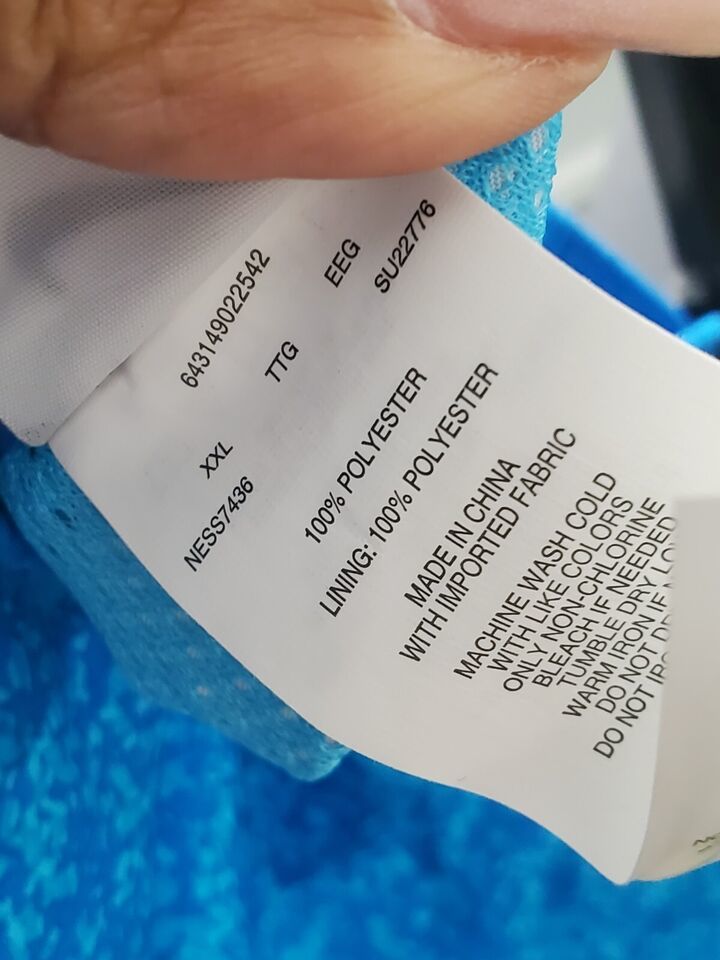 643149022542
TTG EEG
SU22776
XXL
NESS7436
100% POLYESTER
LINING: 100% POLYESTER
MADE IN CHINA
WITH IMPORTED FABRIC
MACHINE WASH COLD
WITH LIKE COLORS
ONLY NON-CHLORINE
BLEACH IF NEEDED
TUMBLE DRY
WARM IRON IF
DO NOT
DO NOT